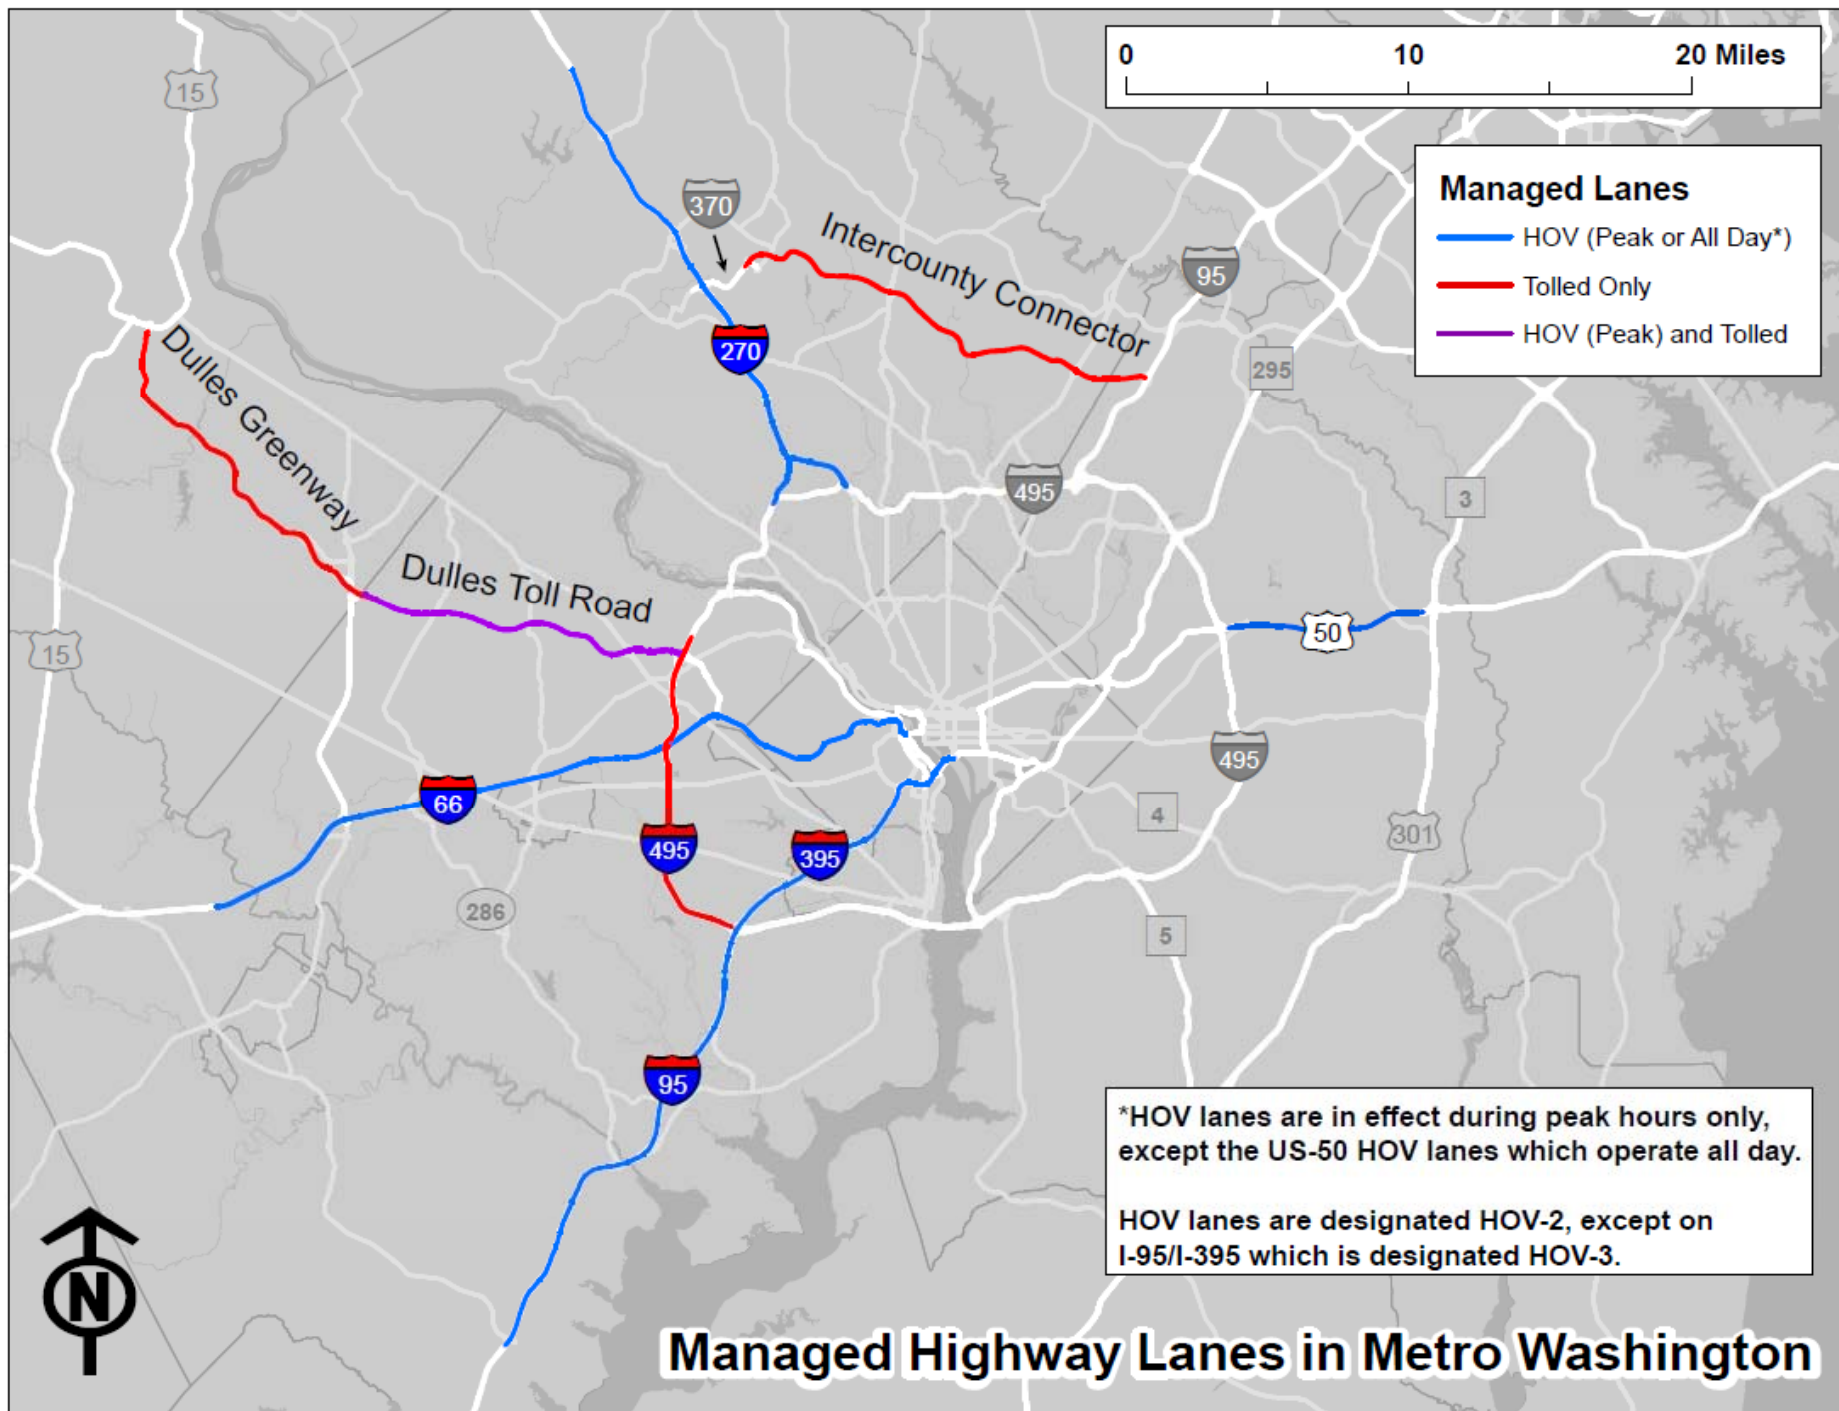 0 10 20 Miles
Managed Lanes
HOV (Peak or All Day*)
Tolled Only
HOV (Peak) and Tolled
15
370
Intercounty Connector
95
270
295
Dulles Greenway
495
3
Dulles Toll Road
15
50
495
66
4
301
495
395
286
5
95
*HOV lanes are in effect during peak hours only,
except the US-50 HOV lanes which operate all day.
HOV lanes are designated HOV-2, except on
I-95/I-395 which is designated HOV-3.
N
Managed Highway Lanes in Metro Washington